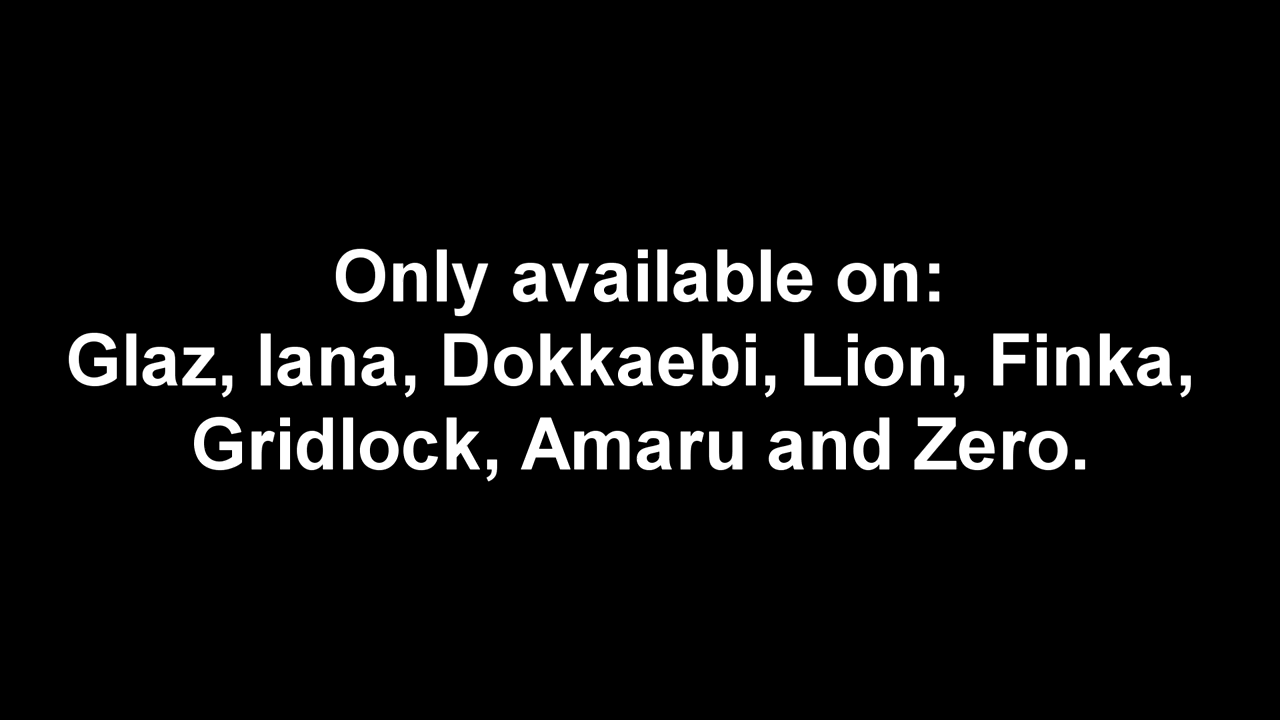 Only available on:
Glaz, Iana, Dokkaebi, Lion, Finka,
Gridlock, Amaru and Zero.